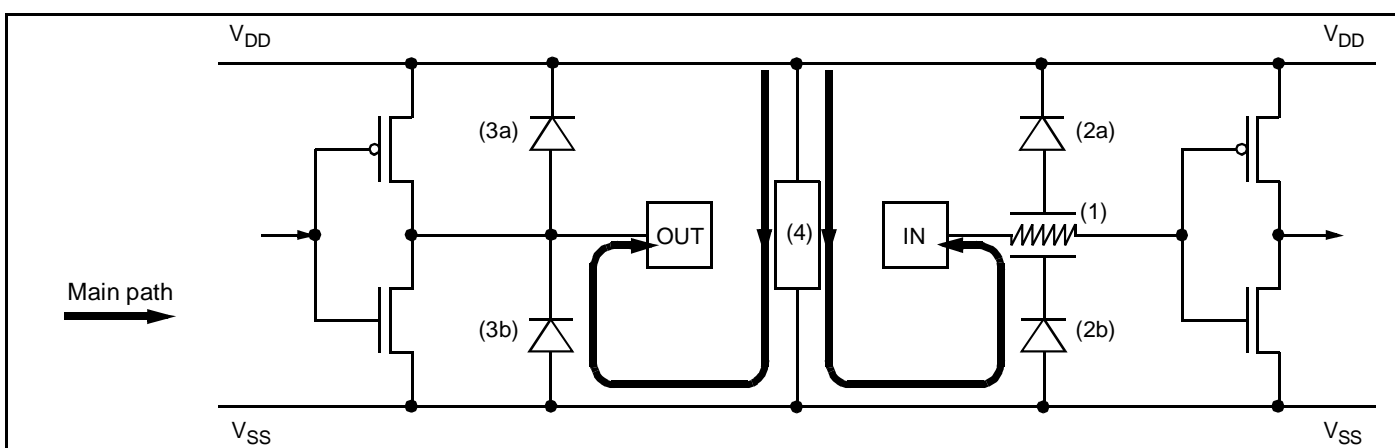 VDD VDD
(3a) (2a)
(1)
OUT (4) IN
Main path
(3b) (2b)
VSS VSS